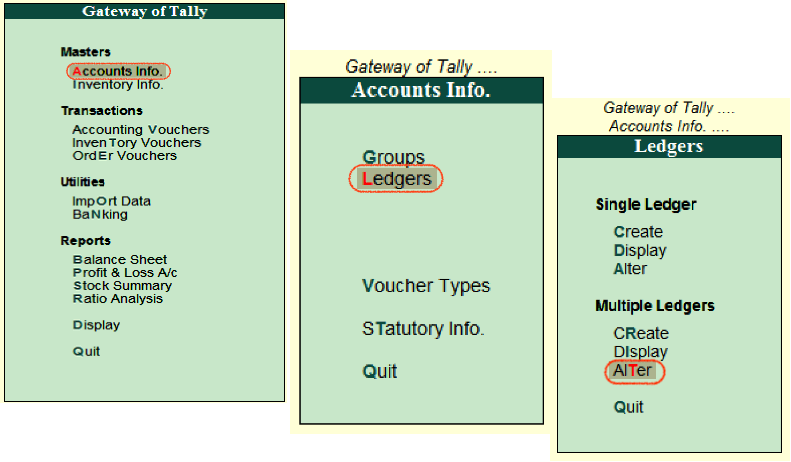 Gateway of Tally
Masters
Accounts Info.
Inventory Info.
Transactions
Accounting Vouchers
InvenTory Vouchers
OrdEr Vouchers
Utilities
ImpOrt Data
BaNking
Reports
Balance Sheet
Profit & Loss A/c
Stock Summary
Ratio Analysis
Display
Quit
Gateway of Tally ....
Accounts Info.
Groups
Ledgers
Voucher Types
STatutory Info.
Quit
Gateway of Tally ....
Accounts Info. ....
Ledgers
Single Ledger
Create
Display
Alter
Multiple Ledgers
CReate
DIsplay
AlTer
Quit